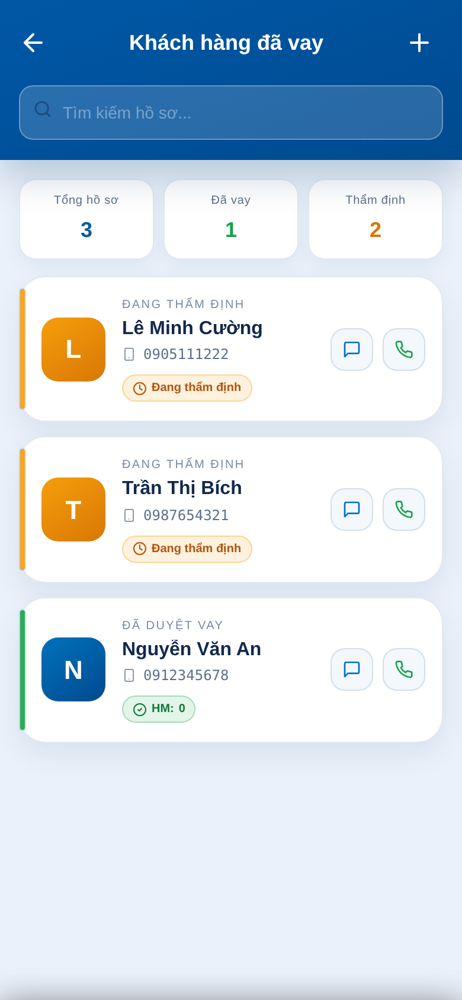 Khách hàng đã vay
Tìm kiếm hồ sơ...
Tổng hồ sơ
3
Đã vay
1
Thẩm định
2
L
ĐANG THẨM ĐỊNH
Lê Minh Cường
0905111222
Đang thẩm định
T
ĐANG THẨM ĐỊNH
Trần Thị Bích
0987654321
Đang thẩm định
N
ĐÃ DUYỆT VAY
Nguyễn Văn An
0912345678
HM: 0